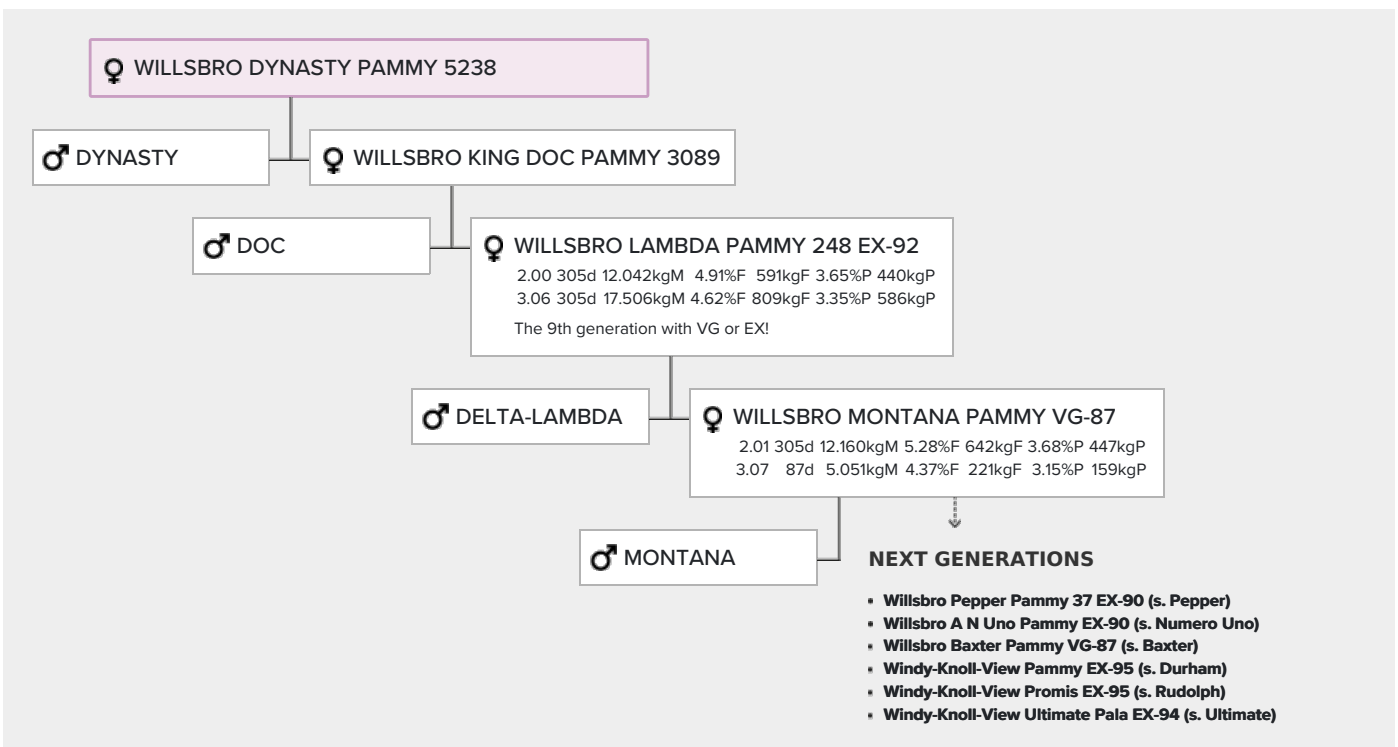 ♀ WILLSBRO DYNASTY PAMMY 5238
♂ DYNASTY
♀ WILLSBRO KING DOC PAMMY 3089
♂ DOC
♀ WILLSBRO LAMBDA PAMMY 248 EX-92
2.00 305d 12.042kgM 4.91%F 591kgF 3.65%P 440kgP
3.06 305d 17.506kgM 4.62%F 809kgF 3.35%P 586kgP
The 9th generation with VG or EX!
♂ DELTA-LAMBDA
♀ WILLSBRO MONTANA PAMMY VG-87
2.01 305d 12.160kgM 5.28%F 642kgF 3.68%P 447kgP
3.07 87d 5.051kgM 4.37%F 221kgF 3.15%P 159kgP
♂ MONTANA
NEXT GENERATIONS
• Willsbro Pepper Pammy 37 EX-90 (s. Pepper)
• Willsbro A N Uno Pammy EX-90 (s. Numero Uno)
• Willsbro Baxter Pammy VG-87 (s. Baxter)
• Windy-Knoll-View Pammy EX-95 (s. Durham)
• Windy-Knoll-View Promis EX-95 (s. Rudolph)
• Windy-Knoll-View Ultimate Pala EX-94 (s. Ultimate)